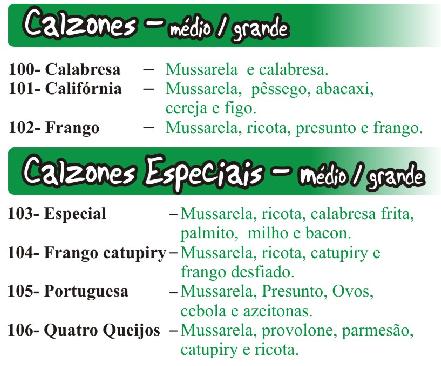 Calzones - médio / grande
100- Calabresa – Mussarela e calabresa.
101- Califórnia – Mussarela, pêssego, abacaxi,
cereja e figo.
102- Frango – Mussarela, ricota, presunto e frango.
Calzones Especiais - médio / grande
103- Especial – Mussarela, ricota, calabresa frita,
palmito, milho e bacon.
104- Frango catupiry – Mussarela, ricota, catupiry e
frango desfiado.
105- Portuguesa – Mussarela, Presunto, Ovos,
cebola e azeitonas.
106- Quatro Queijos – Mussarela, provolone, parmesão,
catupiry e ricota.